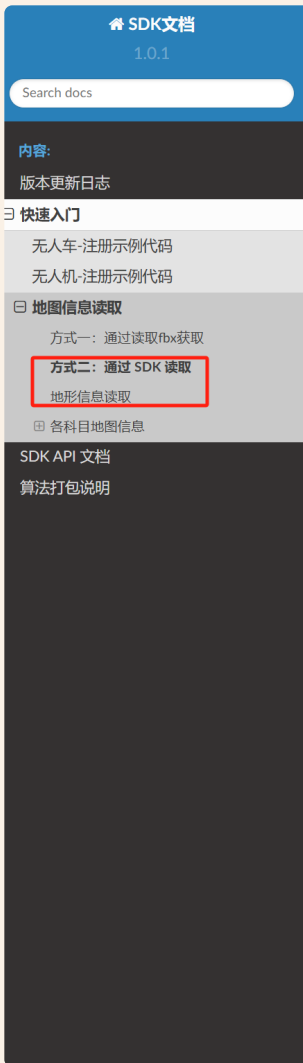 SDK文档
1.0.1
Search docs
内容:
版本更新日志
快速入门
无人车-注册示例代码
无人机-注册示例代码
地图信息读取
方式一：通过读取fbx获取
方式二：通过 SDK 读取
地形信息读取
各科目地图信息
SDK API 文档
算法打包说明